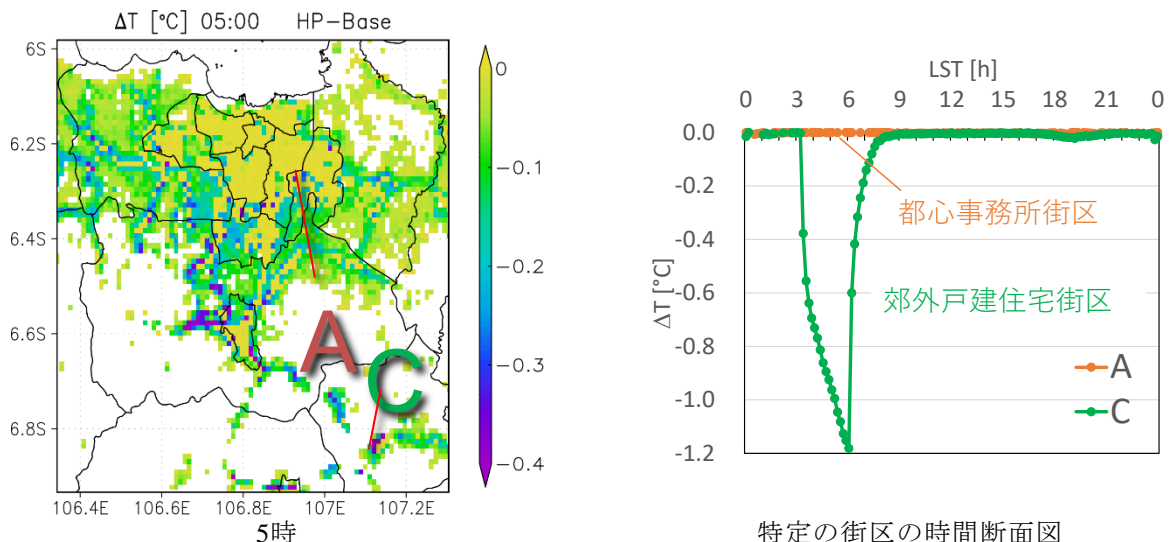 ΔT [°C] 05:00 HP-Base
6S
6.2S
6.4S
6.6S
6.8S
106.4E 106.6E 106.8E 107E 107.2E
0
-0.1
-0.2
-0.3
-0.4
A
C
5時
LST [h]
0 3 6 9 12 15 18 21 0
0.0
-0.2
-0.4
-0.6
-0.8
-1.0
-1.2
ΔT [°C]
都心事務所街区
郊外戸建住宅街区
A
C
特定の街区の時間断面図